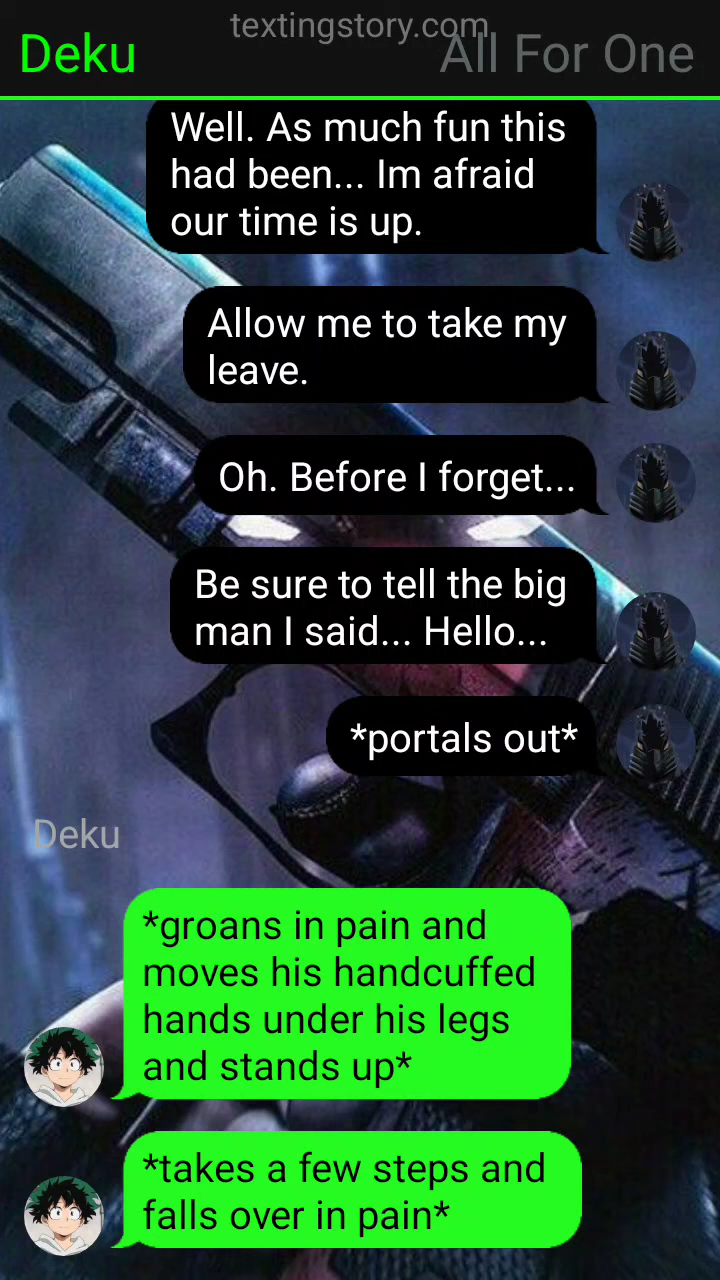 textingstory.com
Deku
All For One
Well. As much fun this
had been... Im afraid
our time is up.
Allow me to take my
leave.
Oh. Before I forget...
Be sure to tell the big
man I said... Hello...
*portals out*
Deku
*groans in pain and
moves his handcuffed
hands under his legs
and stands up*
*takes a few steps and
falls over in pain*